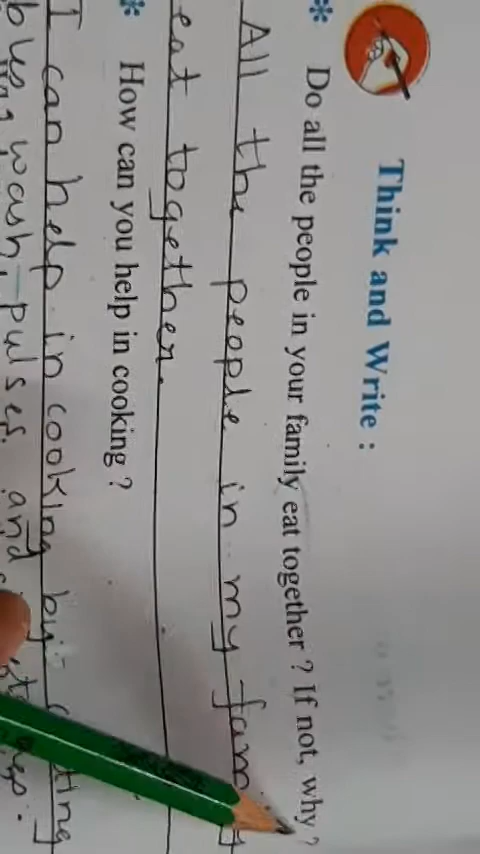 Think and Write :
* Do all the people in your family eat together ? If not, why ?
All the people in my
eat together.
* How can you help in cooking ?
I can help in cooking by
wash, pulses and